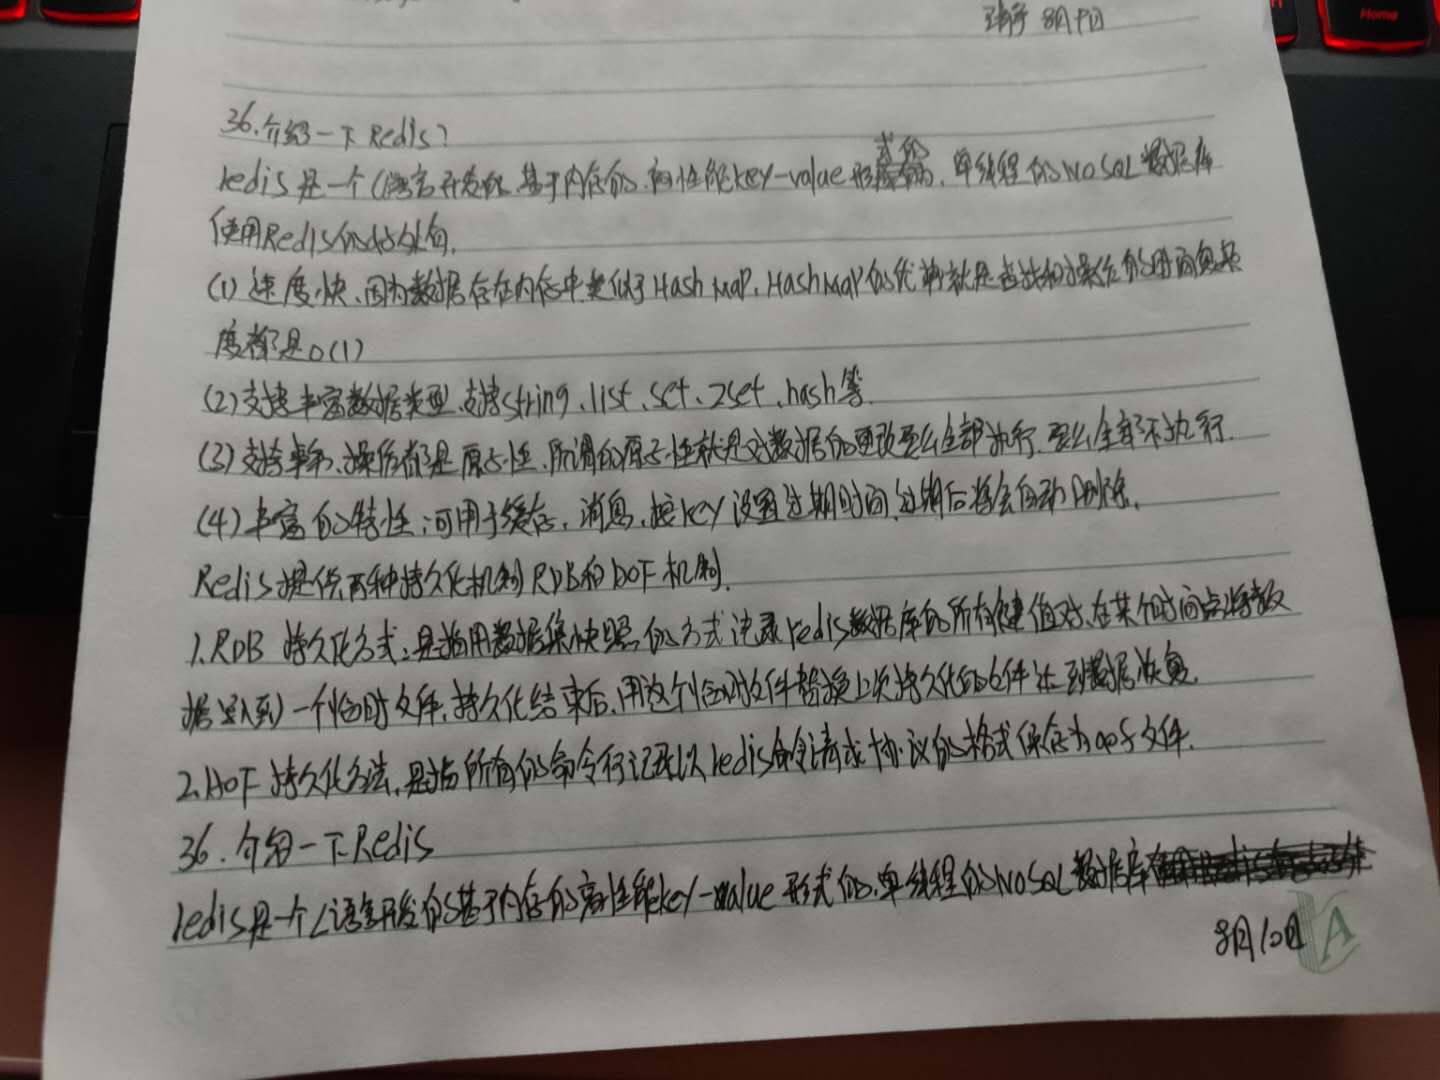 8月9日
36.介绍一下Redis?
redis是一个C语言开发的、基于内存的、高性能key-value形式的、单线程的NoSQL数据库
使用Redis的好处有.
(1)速度快、因为数据存在内存中类似于Hash Map、HashMap的优势就是查找和操作的时间复杂
度都是O(1)
(2)支持丰富数据类型、支持string、list、set、zset、hash等.
(3)支持事务、操作都是原子性、所谓的原子性就是对数据的更改要么全部执行、要么全部不执行.
(4)丰富的特性:可用于缓存、消息、按key设置过期时间、过期后将会自动删除.
Redis提供两种持久化机制RDB和AOF机制.
1.RDB 持久化方式:是指用数据集快照的方式记录redis数据库的所有键值对、在某个时间点将数
据写入到一个临时文件、持久化结束后、用这个临时文件替换上次持久化的文件达到数据恢复.
2.AOF 持久化方法、是指所有的命令行记录以redis命令请求协议的格式保存为aof文件.
36.介绍一下Redis
redis是一个C语言开发的基于内存的高性能key-value形式的、单线程的NoSQL数据库
8月10日 A